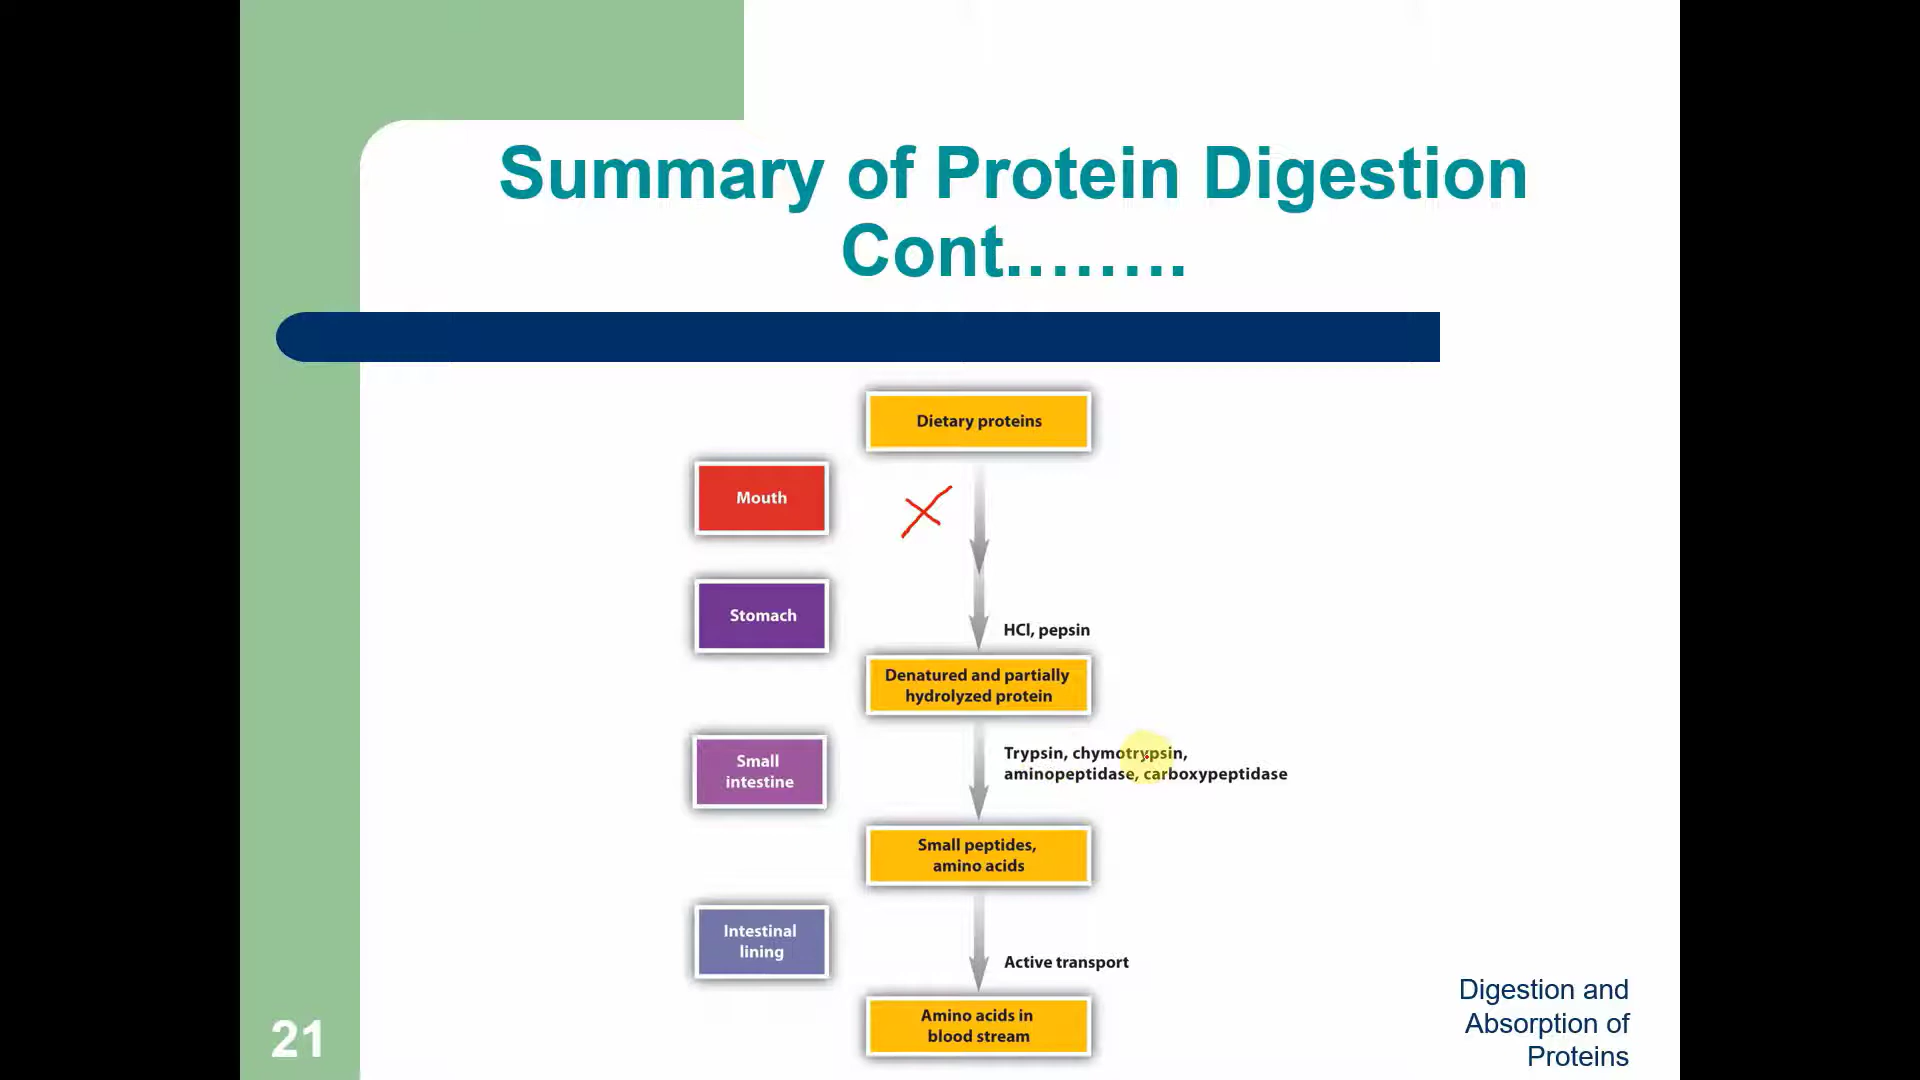 Summary of Protein Digestion
Cont........
Dietary proteins
Mouth
Stomach
HCl, pepsin
Denatured and partially
hydrolyzed protein
Small
intestine
Trypsin, chymotrypsin,
aminopeptidase, carboxypeptidase
Small peptides,
amino acids
Intestinal
lining
Active transport
Amino acids in
blood stream
21
Digestion and
Absorption of
Proteins